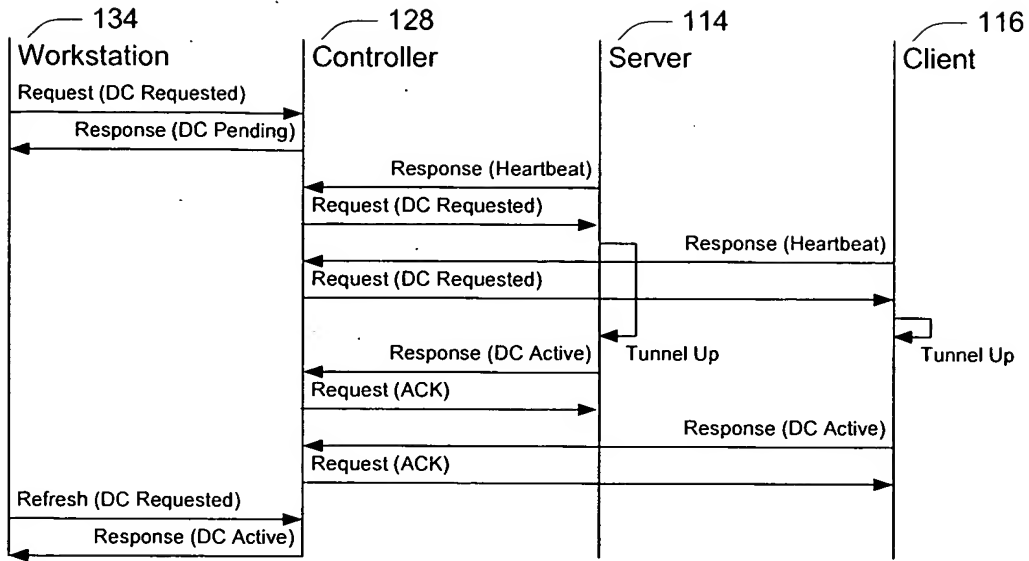 134
128
114
116
Workstation
Controller
Server
Client
Request (DC Requested)
Response (DC Pending)
Response (Heartbeat)
Request (DC Requested)
Response (Heartbeat)
Request (DC Requested)
Tunnel Up
Tunnel Up
Response (DC Active)
Request (ACK)
Response (DC Active)
Request (ACK)
Refresh (DC Requested)
Response (DC Active)